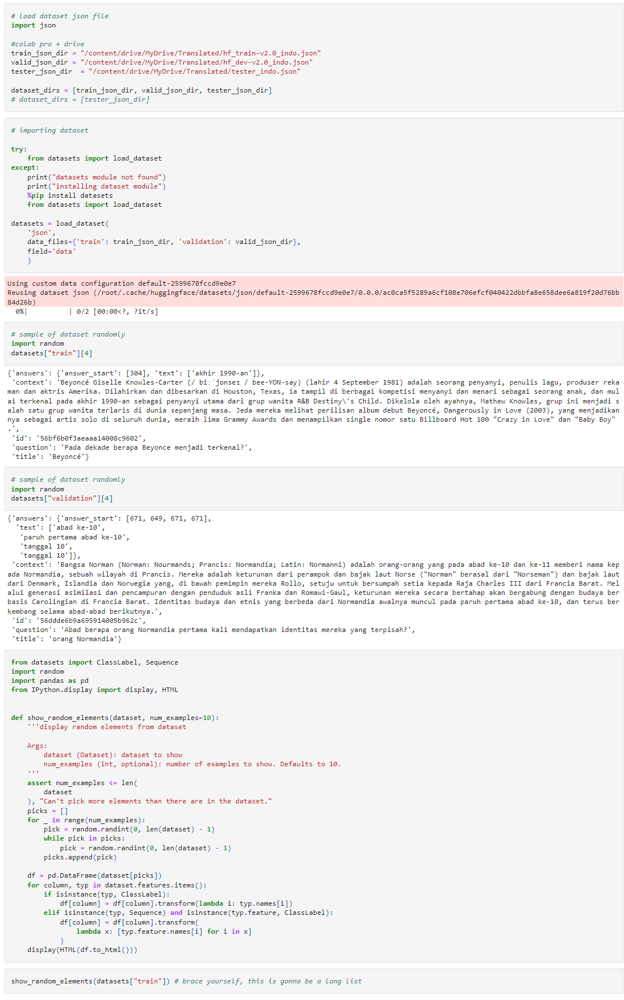 # load dataset json file
import json
#colab pro + drive
train_json_dir = "/content/drive/MyDrive/Translated/hf_train-v2.0_indo.json"
valid_json_dir = "/content/drive/MyDrive/Translated/hf_dev-v2.0_indo.json"
tester_json_dir  = "/content/drive/MyDrive/Translated/tester_indo.json"
dataset_dirs = [train_json_dir, valid_json_dir, tester_json_dir]
# dataset_dirs = [tester_json_dir]
# importing dataset
try:
    from datasets import load_dataset
except:
    print("datasets module not found")
    print("installing dataset module")
    %pip install datasets
    from datasets import load_dataset
datasets = load_dataset(
    'json',
    data_files={'train': train_json_dir, 'validation': valid_json_dir},
    field='data'
    )
Using custom data configuration default-2599678fccd9e0e7
Reusing dataset json (/root/.cache/huggingface/datasets/json/default-2599678fccd9e0e7/0.0.0/ac0ca5f5289a6cf108e706efcf040422dbbfa8e658dee6a819f20d76bb
84d26b)
  0%|          | 0/2 [00:00<?, ?it/s]
# sample of dataset randomly
import random
datasets["train"][4]
{'answers': {'answer_start': [304], 'text': ['akhir 1990-an']},
 'context': 'Beyoncé Giselle Knowles-Carter (/ biːˈjɒnseɪ / bee-YON-say) (lahir 4 September 1981) adalah seorang penyanyi, penulis lagu, produser reka
man dan aktris Amerika. Dilahirkan dan dibesarkan di Houston, Texas, ia tampil di berbagai kompetisi menyanyi dan menari sebagai seorang anak, dan mul
ai terkenal pada akhir 1990-an sebagai penyanyi utama dari grup wanita R&B Destiny\'s Child. Dikelola oleh ayahnya, Mathew Knowles, grup ini menjadi s
alah satu grup wanita terlaris di dunia sepanjang masa. Jeda mereka melihat perilisan album debut Beyoncé, Dangerously in Love (2003), yang menjadikan
nya sebagai artis solo di seluruh dunia, meraih lima Grammy Awards dan menampilkan single nomor satu Billboard Hot 100 "Crazy in Love" dan "Baby Boy"
.',
 'id': '56bf6b0f3aeaaa14008c9602',
 'question': 'Pada dekade berapa Beyonce menjadi terkenal?',
 'title': 'Beyoncé'}
# sample of dataset randomly
import random
datasets["validation"][4]
{'answers': {'answer_start': [671, 649, 671, 671],
  'text': ['abad ke-10',
   'paruh pertama abad ke-10',
   'tanggal 10',
   'tanggal 10']},
 'context': 'Bangsa Norman (Norman: Nourmands; Prancis: Normandia; Latin: Normanni) adalah orang-orang yang pada abad ke-10 dan ke-11 memberi nama kep
ada Normandia, sebuah wilayah di Prancis. Mereka adalah keturunan dari perampok dan bajak laut Norse ("Norman" berasal dari "Norseman") dan bajak laut
dari Denmark, Islandia dan Norwegia yang, di bawah pemimpin mereka Rollo, setuju untuk bersumpah setia kepada Raja Charles III dari Francia Barat. Mel
alui generasi asimilasi dan pencampuran dengan penduduk asli Franka dan Romawi-Gaul, keturunan mereka secara bertahap akan bergabung dengan budaya ber
basis Carolingian di Francia Barat. Identitas budaya dan etnis yang berbeda dari Normandia awalnya muncul pada paruh pertama abad ke-10, dan terus ber
kembang selama abad-abad berikutnya.',
 'id': '56ddde6b9a695914005b962c',
 'question': 'Abad berapa orang Normandia pertama kali mendapatkan identitas mereka yang terpisah?',
 'title': 'orang Normandia'}
from datasets import ClassLabel, Sequence
import random
import pandas as pd
from IPython.display import display, HTML
def show_random_elements(dataset, num_examples=10):
    '''display random elements from dataset
    Args:
        dataset (Dataset): dataset to show
        num_examples (int, optional): number of examples to show. Defaults to 10.
    '''
    assert num_examples <= len(
        dataset
    ), "Can't pick more elements than there are in the dataset."
    picks = []
    for _ in range(num_examples):
        pick = random.randint(0, len(dataset) - 1)
        while pick in picks:
            pick = random.randint(0, len(dataset) - 1)
        picks.append(pick)
    df = pd.DataFrame(dataset[picks])
    for column, typ in dataset.features.items():
        if isinstance(typ, ClassLabel):
            df[column] = df[column].transform(lambda i: typ.names[i])
        elif isinstance(typ, Sequence) and isinstance(typ.feature, ClassLabel):
            df[column] = df[column].transform(
                lambda x: [typ.feature.names[i] for i in x]
            )
    display(HTML(df.to_html()))
show_random_elements(datasets["train"]) # brace yourself, this is gonna be a long list